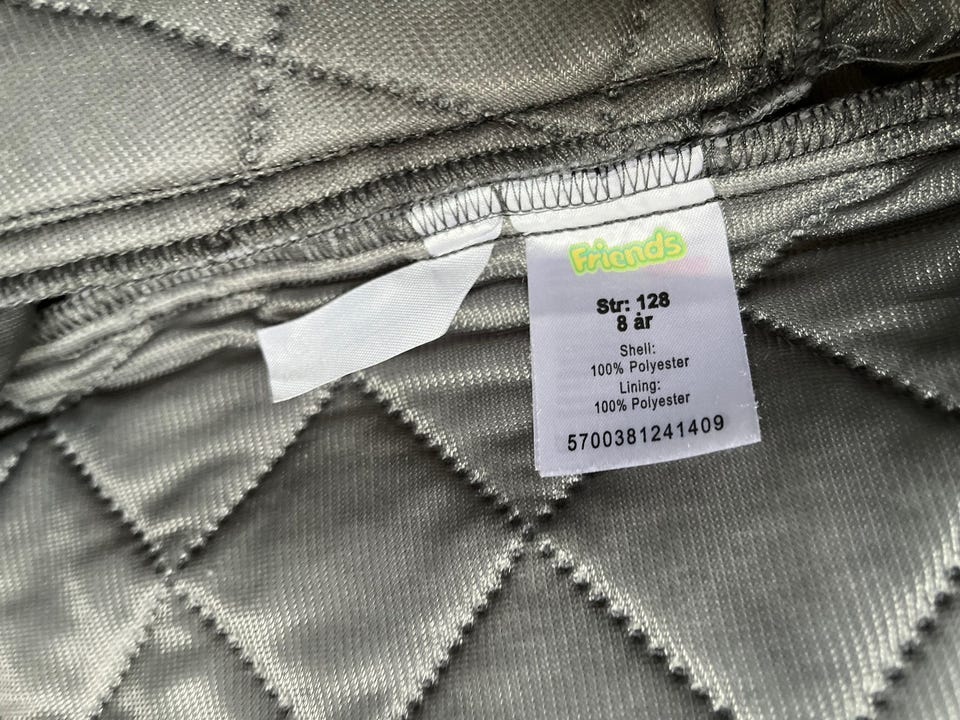 Friends
Str: 128
8 år
Shell:
100% Polyester
Lining:
100% Polyester
5700381241409